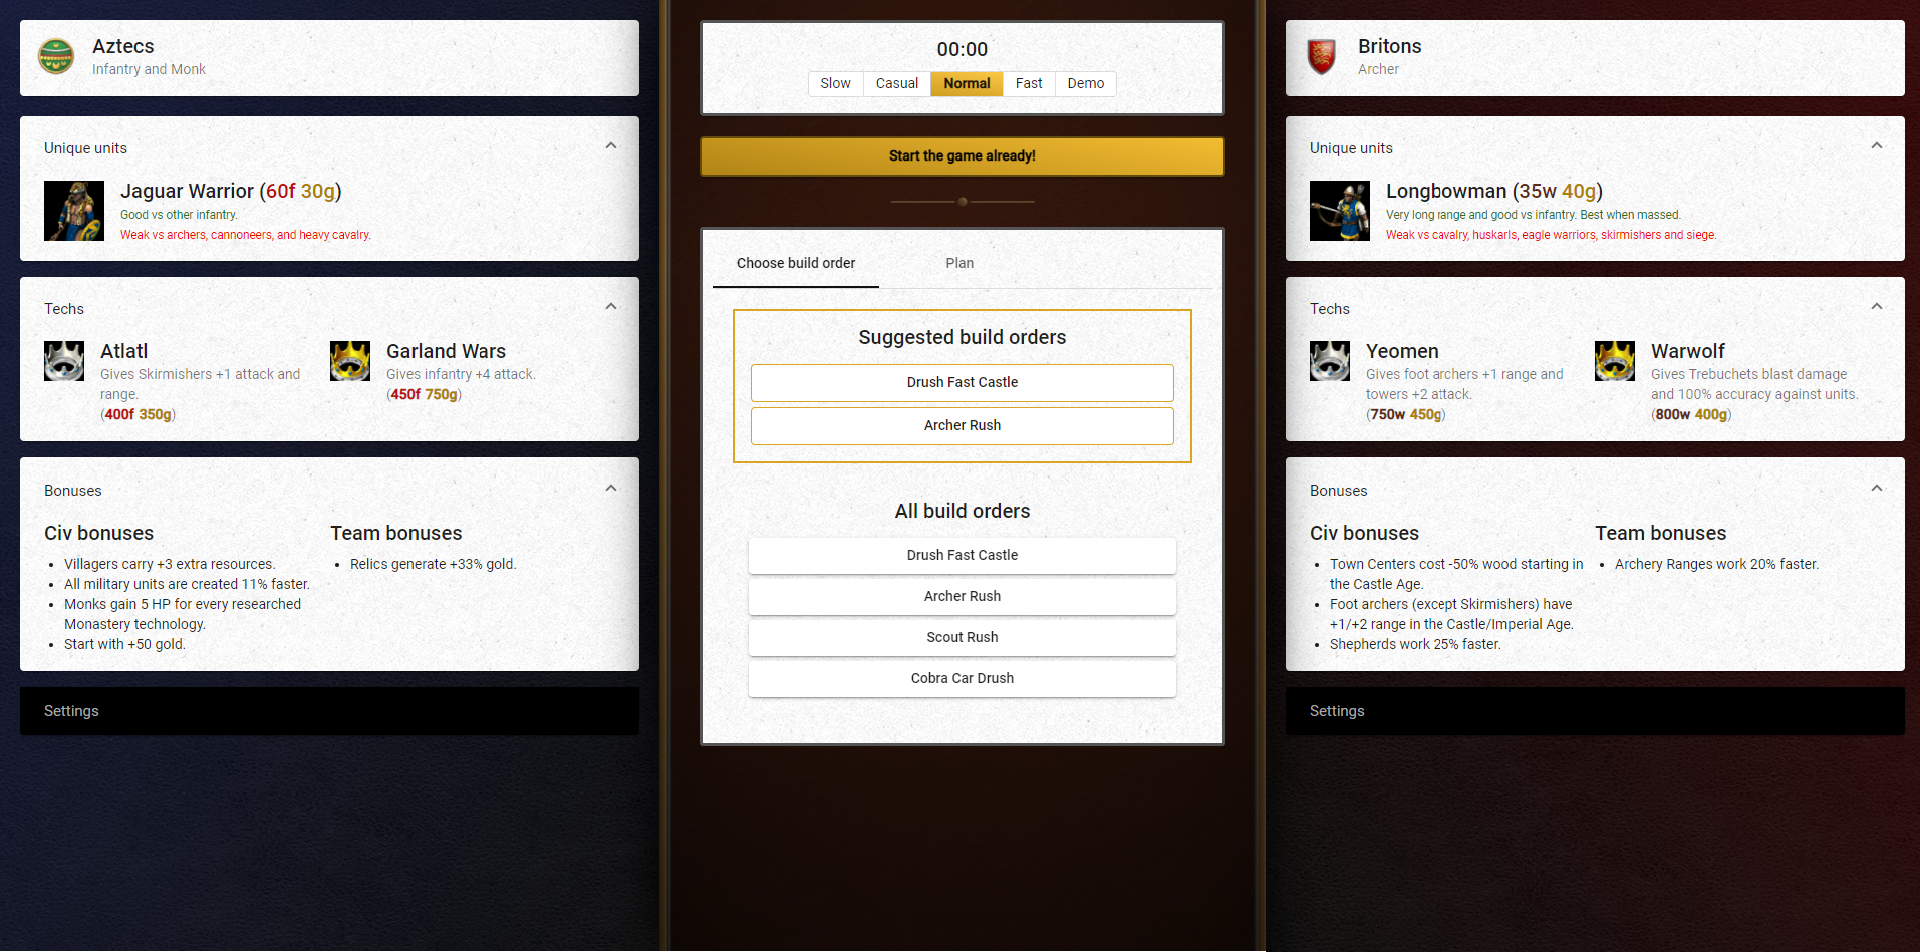 Aztecs
Infantry and Monk
Unique units
Jaguar Warrior (60f 30g)
Good vs other infantry.
Weak vs archers, cannoneers, and heavy cavalry.
Techs
Atlatl
Gives Skirmishers +1 attack and
range.
(400f 350g)
Garland Wars
Gives infantry +4 attack.
(450f 750g)
Bonuses
Civ bonuses
Villagers carry +3 extra resources.
All military units are created 11% faster.
Monks gain 5 HP for every researched
Monastery technology.
Start with +50 gold.
Team bonuses
Relics generate +33% gold.
Settings
00:00
Slow Casual Normal Fast Demo
Start the game already!
Choose build order Plan
Suggested build orders
Drush Fast Castle
Archer Rush
All build orders
Drush Fast Castle
Archer Rush
Scout Rush
Cobra Car Drush
Britons
Archer
Unique units
Longbowman (35w 40g)
Very long range and good vs infantry. Best when massed.
Weak vs cavalry, huskarls, eagle warriors, skirmishers and siege.
Techs
Yeomen
Gives foot archers +1 range and
towers +2 attack.
(750w 450g)
Warwolf
Gives Trebuchets blast damage
and 100% accuracy against units.
(800w 400g)
Bonuses
Civ bonuses
Town Centers cost -50% wood starting in
the Castle Age.
Foot archers (except Skirmishers) have
+1/+2 range in the Castle/Imperial Age.
Shepherds work 25% faster.
Team bonuses
Archery Ranges work 20% faster.
Settings